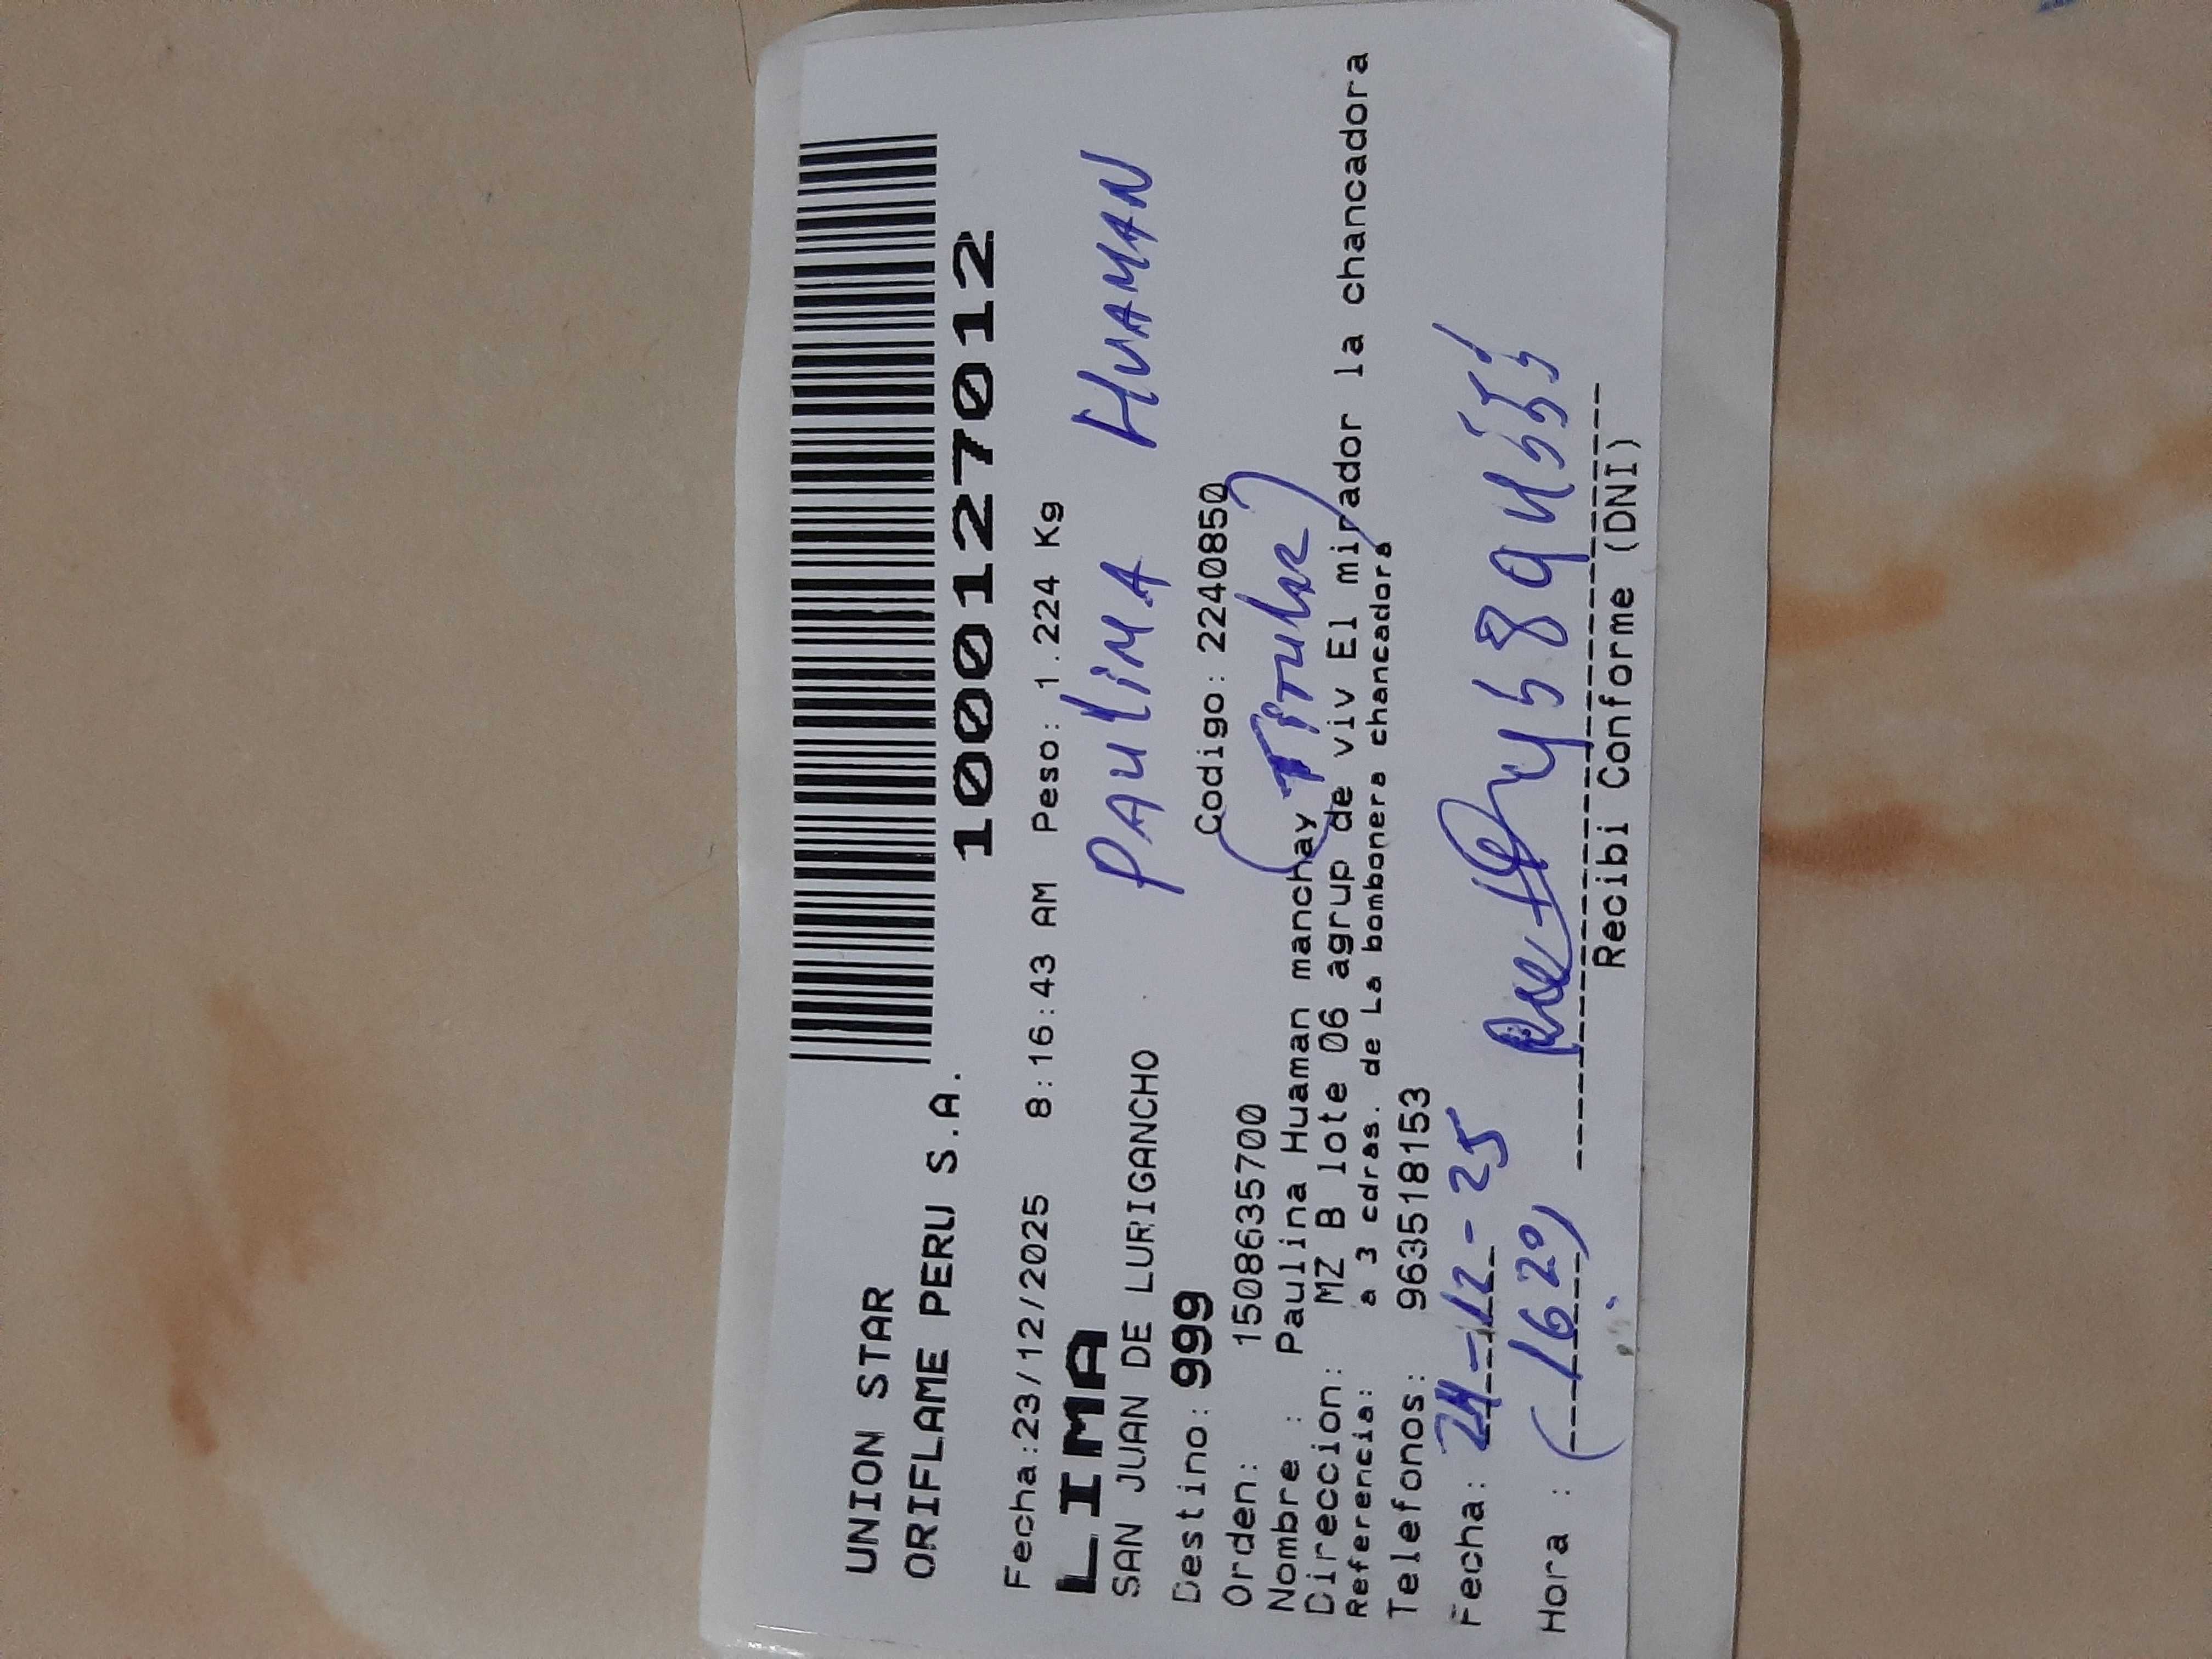 UNION STAR
ORIFLAME PERU S.A.
1000127012
Fecha:23/12/2025 8:16:43 AM Peso: 1.224 Kg
LIMA
SAN JUAN DE LURIGANCHO
PAULINA HUAMAN
Destino: 999
Codigo: 2240850
Orden: 1508635700
(Titular)
Nombre : Paulina Huaman manchay
Direccion: MZ B lote 06 agrup de viv El mirador la chancadora
Referencia: a 3 cdras. de La bombonera chancadora
Telefonos: 963518153
Fecha: 24-12-25
Hora : (1620)
Recibi Conforme (DNI)